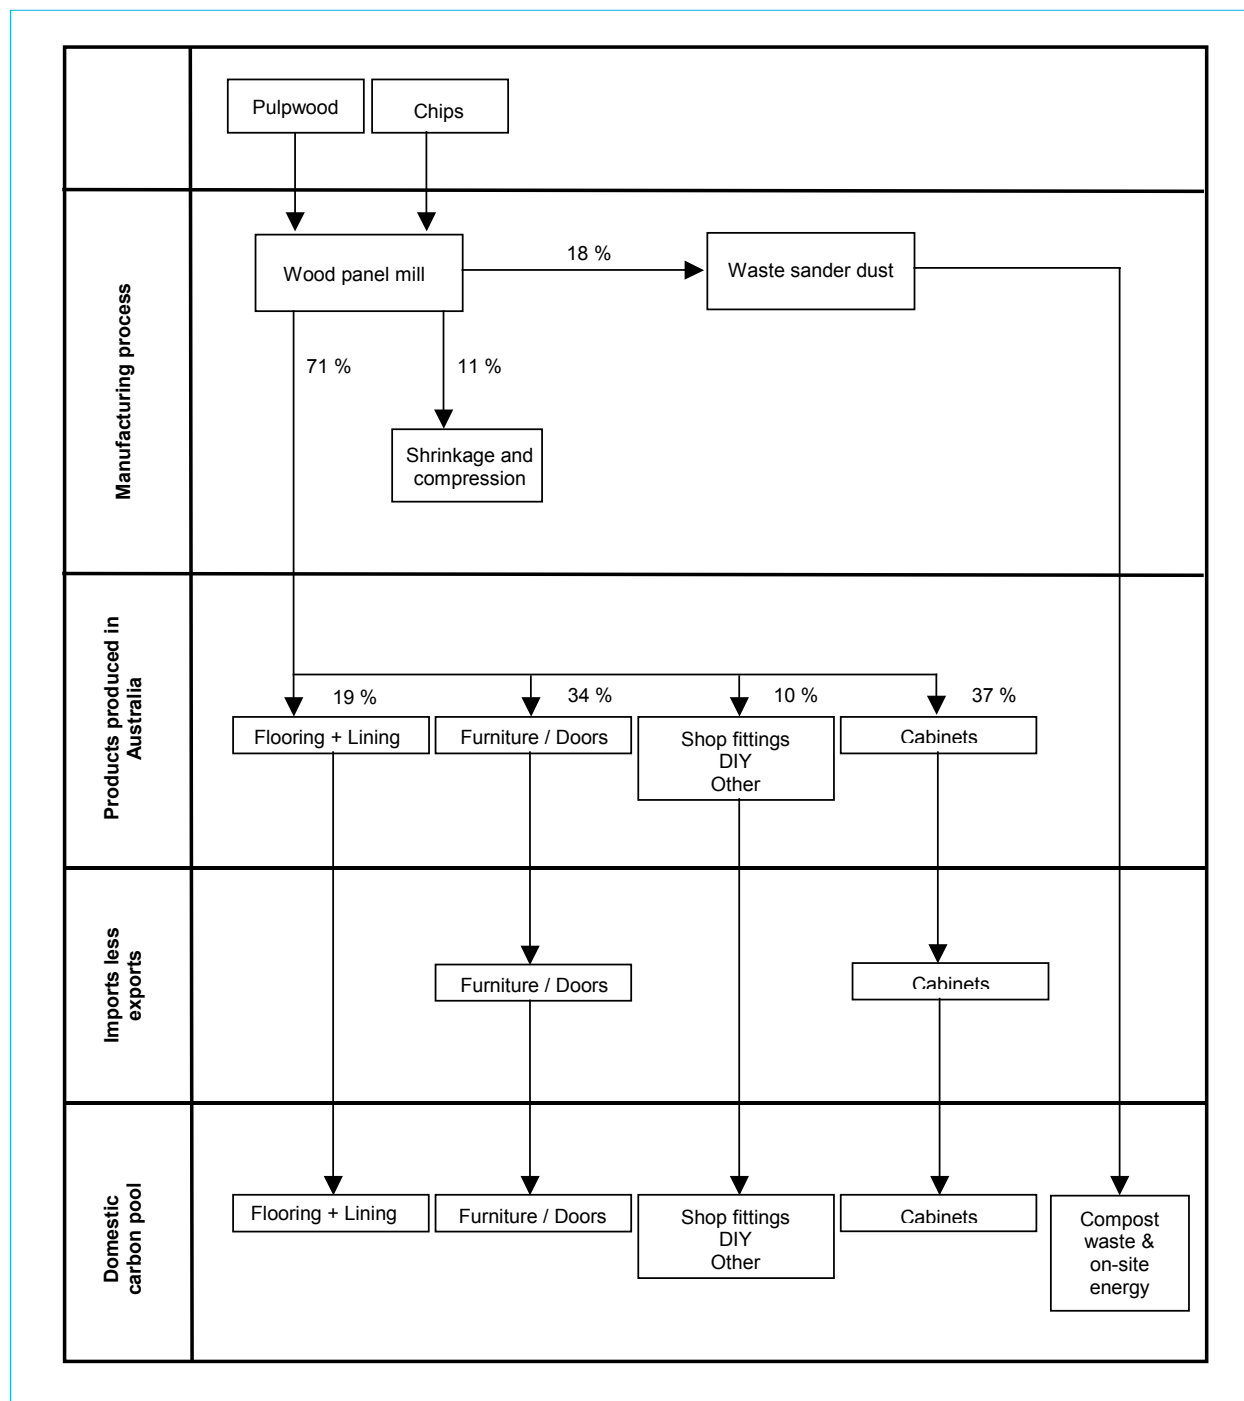 Pulpwood
Chips
Manufacturing process
Wood panel mill
18 %
Waste sander dust
71 %
11 %
Shrinkage and
compression
Products produced in
Australia
19 %
34 %
10 %
37 %
Flooring + Lining
Furniture / Doors
Shop fittings
DIY
Other
Cabinets
Imports less
exports
Furniture / Doors
Cabinets
Domestic
carbon pool
Flooring + Lining
Furniture / Doors
Shop fittings
DIY
Other
Cabinets
Compost
waste &
on-site
energy